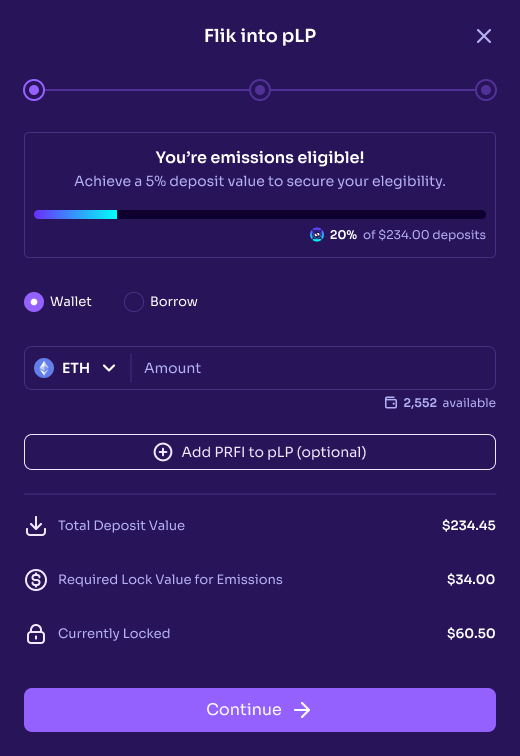 Flik into pLP
You’re emissions eligible!
Achieve a 5% deposit value to secure your elegibility.
20% of $234.00 deposits
Wallet Borrow
ETH Amount
2,552 available
Add PRFI to pLP (optional)
Total Deposit Value $234.45
Required Lock Value for Emissions $34.00
Currently Locked $60.50
Continue